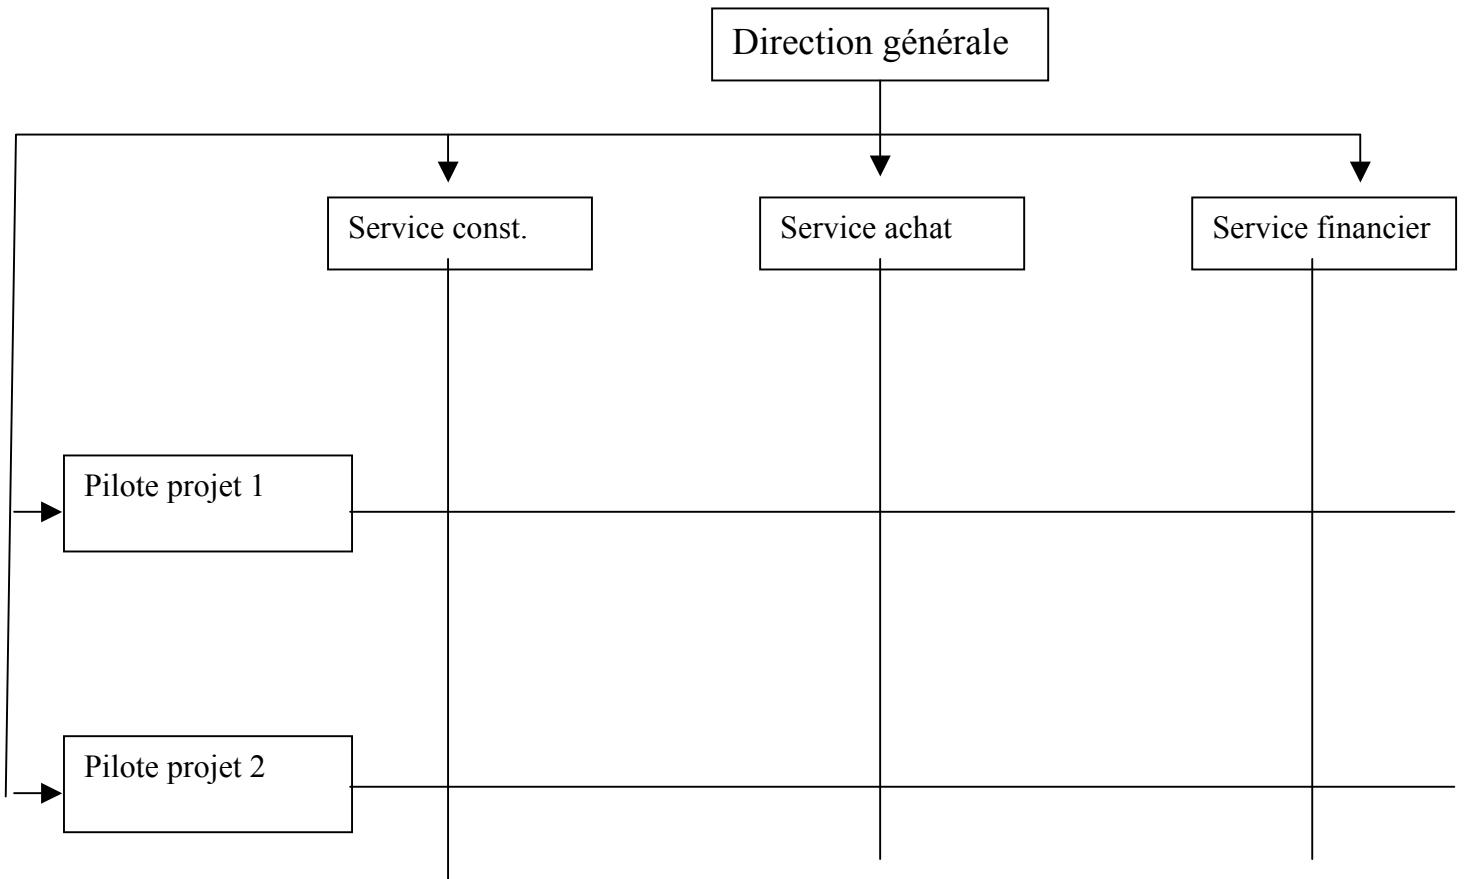 Direction générale
Service const.
Service achat
Service financier
Pilote projet 1
Pilote projet 2